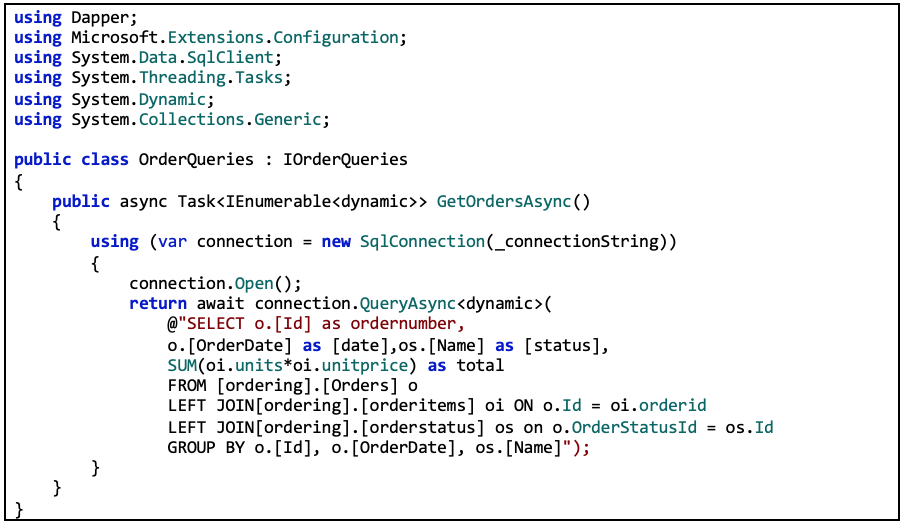 using Dapper;
using Microsoft.Extensions.Configuration;
using System.Data.SqlClient;
using System.Threading.Tasks;
using System.Dynamic;
using System.Collections.Generic;

public class OrderQueries : IOrderQueries
{
    public async Task<IEnumerable<dynamic>> GetOrdersAsync()
    {
        using (var connection = new SqlConnection(_connectionString))
        {
            connection.Open();
            return await connection.QueryAsync<dynamic>(
                @"SELECT o.[Id] as ordernumber,
                o.[OrderDate] as [date],os.[Name] as [status],
                SUM(oi.units*oi.unitprice) as total
                FROM [ordering].[Orders] o
                LEFT JOIN[ordering].[orderitems] oi ON o.Id = oi.orderid
                LEFT JOIN[ordering].[orderstatus] os on o.OrderStatusId = os.Id
                GROUP BY o.[Id], o.[OrderDate], os.[Name]");
        }
    }
}